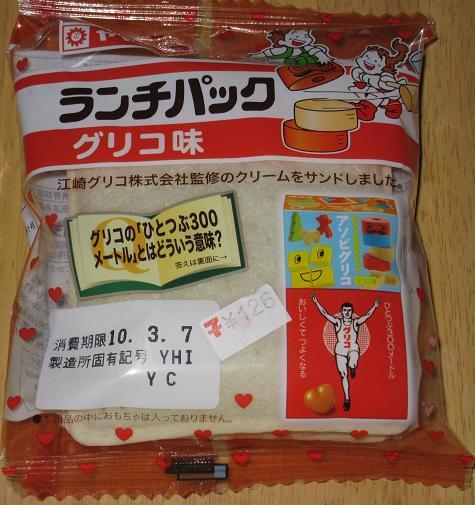 ランチパック
グリコ味
江崎グリコ株式会社監修のクリームをサンドしました。
Q
グリコの「ひとつぶ300
メートル」とはどういう意味?
答えは裏面に→
アソビグリコ
おいしくてつよくなる
ひとつぶ300メートル
グリコ
7
¥126
消費期限10. 3. 7
製造所固有記号 YHI
Y C
品の中におもちゃは入っておりません。